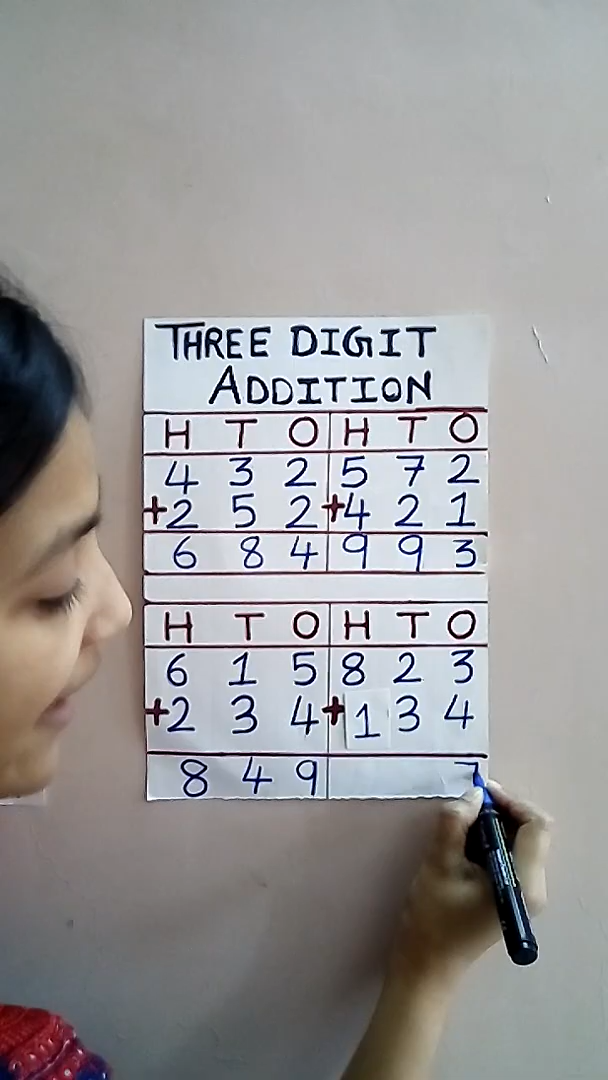 THREE DIGIT
ADDITION
H T O H T O
4 3 2 5 7 2
+2 5 2 +4 2 1
6 8 4 9 9 3
H T O H T O
6 1 5 8 2 3
+2 3 4 +1 3 4
8 4 9 7